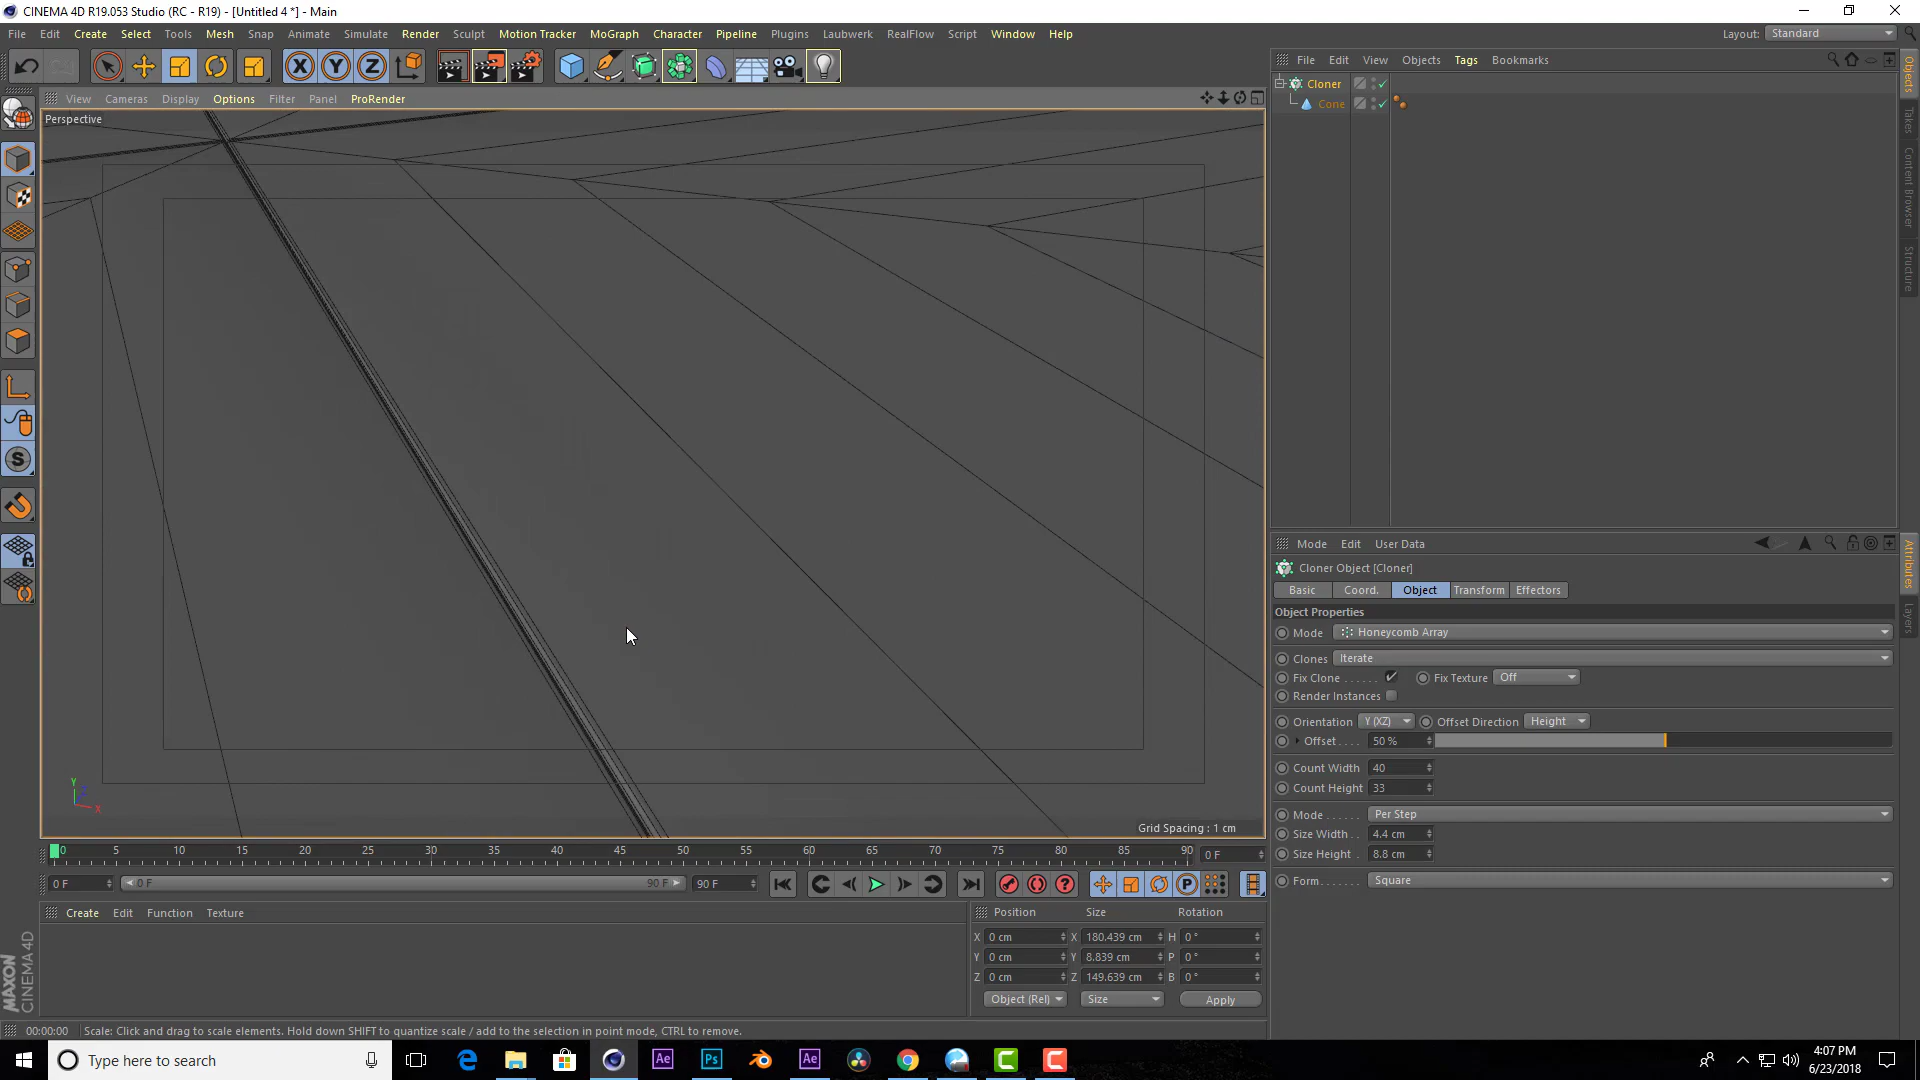 CINEMA 4D R19.053 Studio (RC - R19) - [Untitled 4 *] - Main
File Edit Create Select Tools Mesh Snap Animate Simulate Render Sculpt Motion Tracker MoGraph Character Pipeline Plugins Laubwerk RealFlow Script Window Help
Layout: Standard
X Y Z
File Edit View Objects Tags Bookmarks
View Cameras Display Options Filter Panel ProRender
Perspective
Cloner
Cone
Objects
Takes
Content Browser
Structure
Mode Edit User Data
Cloner Object [Cloner]
Basic Coord. Object Transform Effectors
Object Properties
Mode Honeycomb Array
Clones Iterate
Fix Clone ...... Fix Texture Off
Render Instances
Orientation Y (XZ) Offset Direction Height
Offset .... 50 %
Count Width 40
Count Height 33
Mode...... Per Step
Size Width.. 4.4 cm
Size Height. 8.8 cm
Form....... Square
Attributes
Layers
Y
X
Grid Spacing : 1 cm
0 5 10 15 20 25 30 35 40 45 50 55 60 65 70 75 80 85 90 0 F
0 F 0 F 90 F 90 F
Create Edit Function Texture
Position Size Rotation
X 0 cm X 180.439 cm H 0 °
Y 0 cm Y 8.839 cm P 0 °
Z 0 cm Z 149.639 cm B 0 °
Object (Rel) Size Apply
MAXON
CINEMA 4D
00:00:00 Scale: Click and drag to scale elements. Hold down SHIFT to quantize scale / add to the selection in point mode, CTRL to remove.
Type here to search
Ae Ps Ae
4:07 PM
6/23/2018